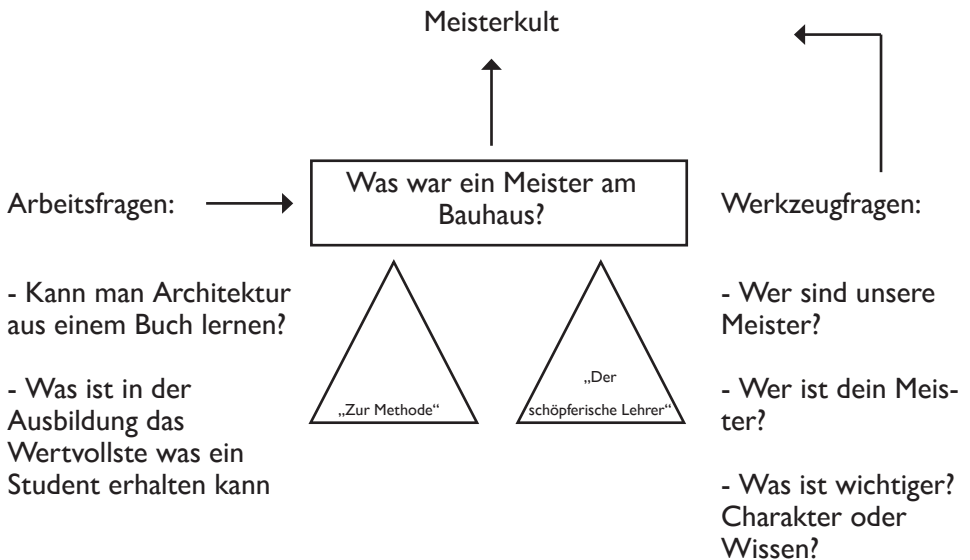 Meisterkult
Was war ein Meister am
Bauhaus?
Arbeitsfragen:
- Kann man Architektur
aus einem Buch lernen?
- Was ist in der
Ausbildung das
Wertvollste was ein
Student erhalten kann
„Zur Methode“
„Der
schöpferische Lehrer“
Werkzeugfragen:
- Wer sind unsere
Meister?
- Wer ist dein Meis-
ter?
- Was ist wichtiger?
Charakter oder
Wissen?